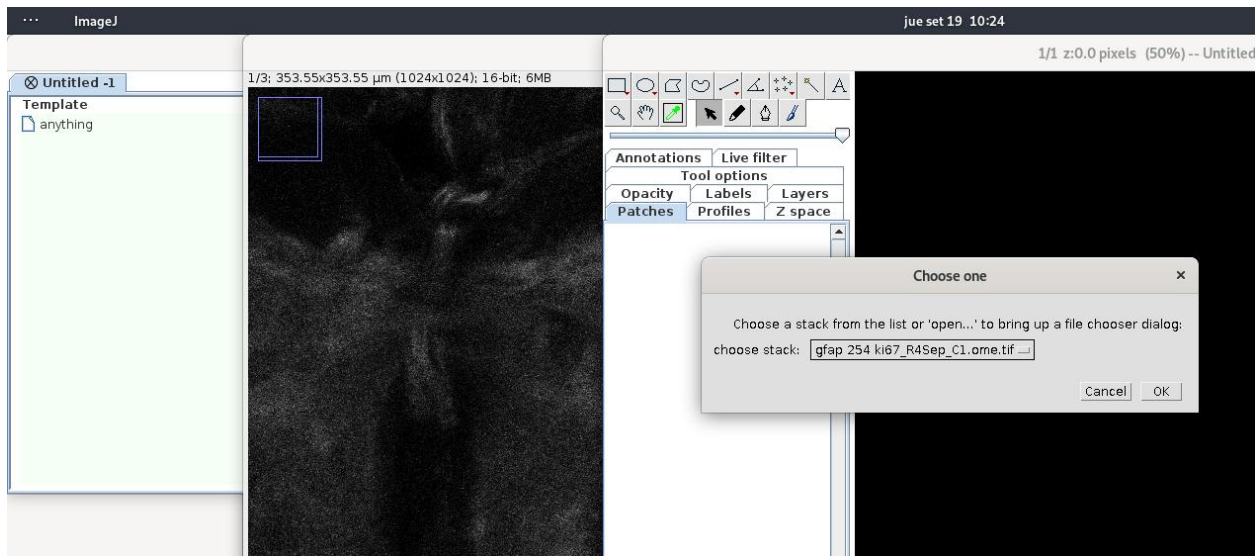 ··· ImageJ
jue set 19 10:24
1/1 z:0.0 pixels (50%) -- Untitled
Untitled -1
Template
anything
1/3; 353.55x353.55 µm (1024x1024); 16-bit; 6MB
A
Annotations Live filter
Tool options
Opacity Labels Layers
Patches Profiles Z space
Choose one ×
Choose a stack from the list or 'open...' to bring up a file chooser dialog:
choose stack: gfap 254 ki67_R4Sep_C1.ome.tif
Cancel OK